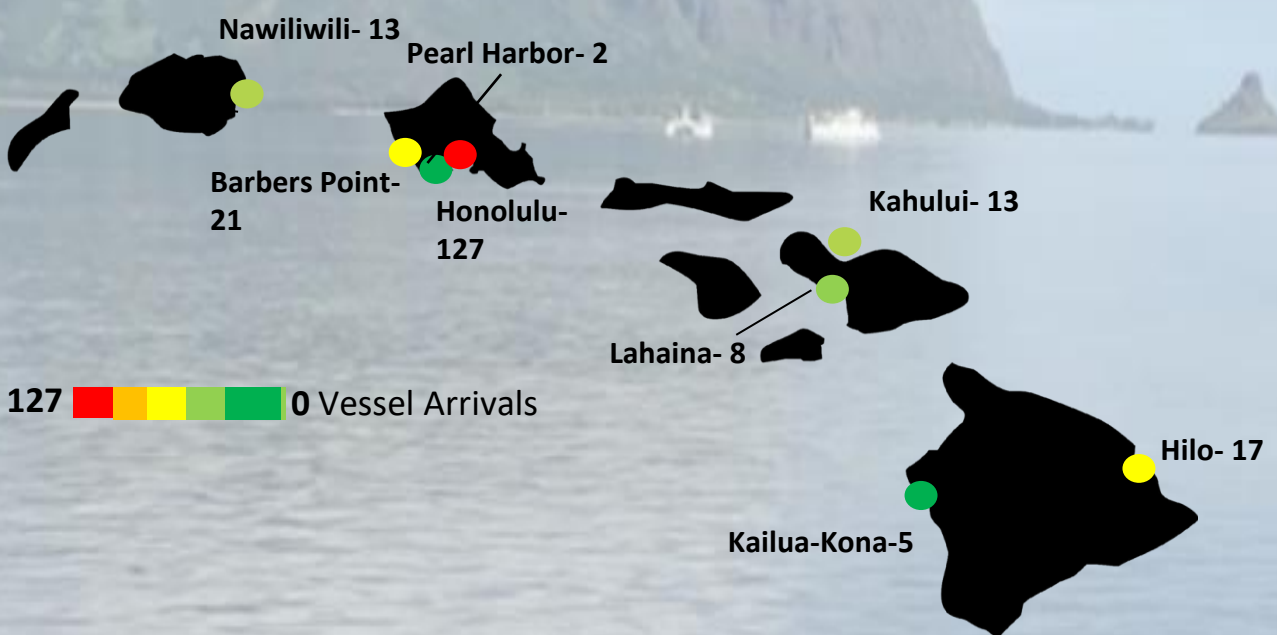 Nawiliwili- 13
Pearl Harbor- 2
Barbers Point-
21
Honolulu-
127
Kahului- 13
Lahaina- 8
127 0 Vessel Arrivals
Hilo- 17
Kailua-Kona-5